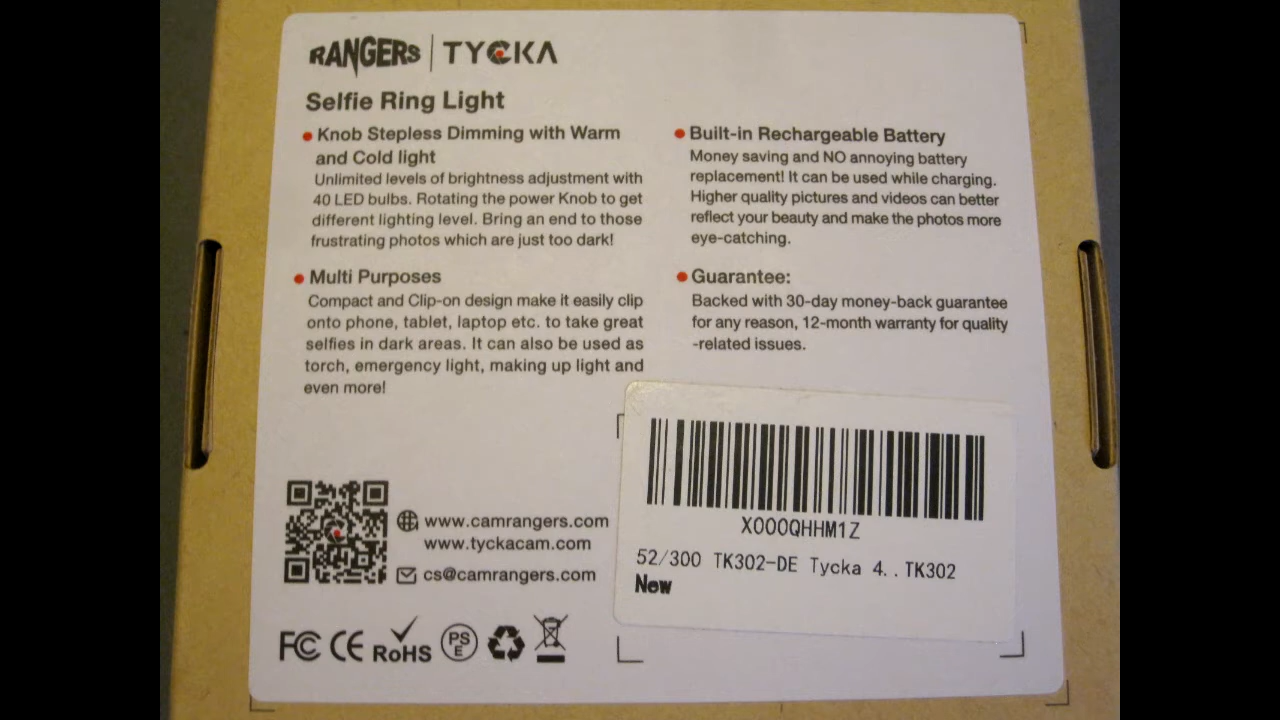 RANGERS | TYCKA
Selfie Ring Light
Knob Stepless Dimming with Warm
and Cold light
Unlimited levels of brightness adjustment with
40 LED bulbs. Rotating the power Knob to get
different lighting level. Bring an end to those
frustrating photos which are just too dark!
Multi Purposes
Compact and Clip-on design make it easily clip
onto phone, tablet, laptop etc. to take great
selfies in dark areas. It can also be used as
torch, emergency light, making up light and
even more!
Built-in Rechargeable Battery
Money saving and NO annoying battery
replacement! It can be used while charging.
Higher quality pictures and videos can better
reflect your beauty and make the photos more
eye-catching.
Guarantee:
Backed with 30-day money-back guarantee
for any reason, 12-month warranty for quality
-related issues.
www.camrangers.com
www.tyckacam.com
cs@camrangers.com
FC CE RoHS PSE
X000QHHM1Z
52/300 TK302-DE Tycka 4..TK302
New